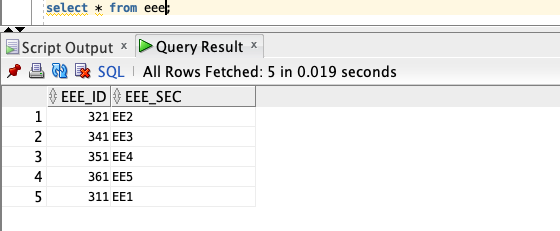 select * from eee;
Script Output × Query Result ×
SQL | All Rows Fetched: 5 in 0.019 seconds
EEE_ID EEE_SEC
1 321 EE2
2 341 EE3
3 351 EE4
4 361 EE5
5 311 EE1